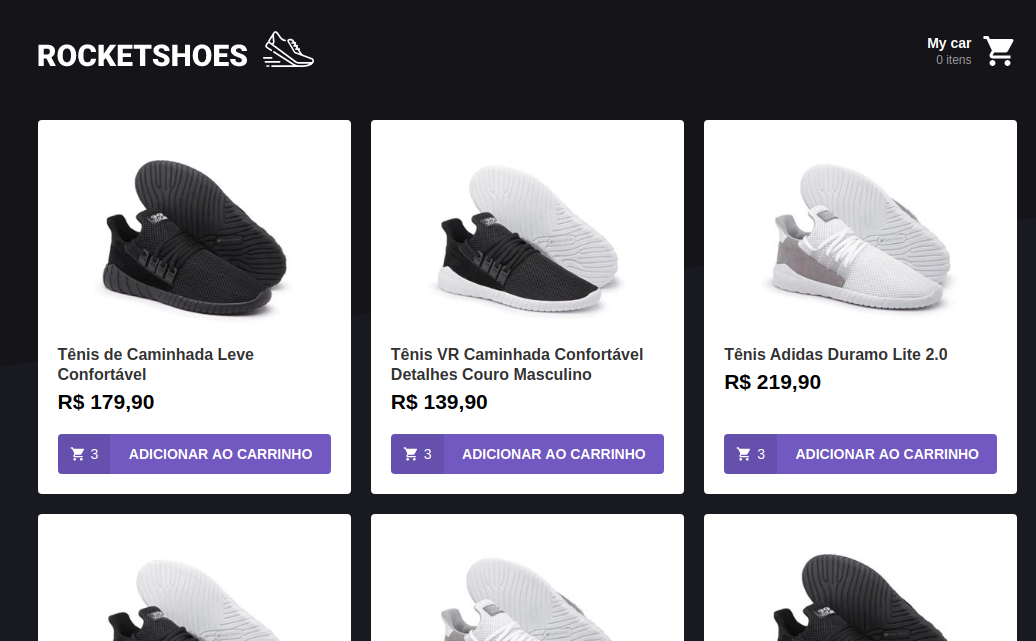 ROCKETSHOES
My car
0 itens
Tênis de Caminhada Leve
Confortável
R$ 179,90
3 ADICIONAR AO CARRINHO
Tênis VR Caminhada Confortável
Detalhes Couro Masculino
R$ 139,90
3 ADICIONAR AO CARRINHO
Tênis Adidas Duramo Lite 2.0
R$ 219,90
3 ADICIONAR AO CARRINHO